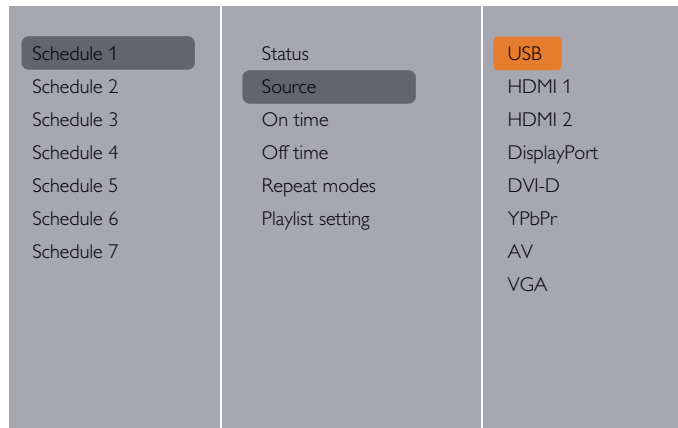 Schedule 1
Schedule 2
Schedule 3
Schedule 4
Schedule 5
Schedule 6
Schedule 7
Status
Source
On time
Off time
Repeat modes
Playlist setting
USB
HDMI 1
HDMI 2
DisplayPort
DVI-D
YPbPr
AV
VGA